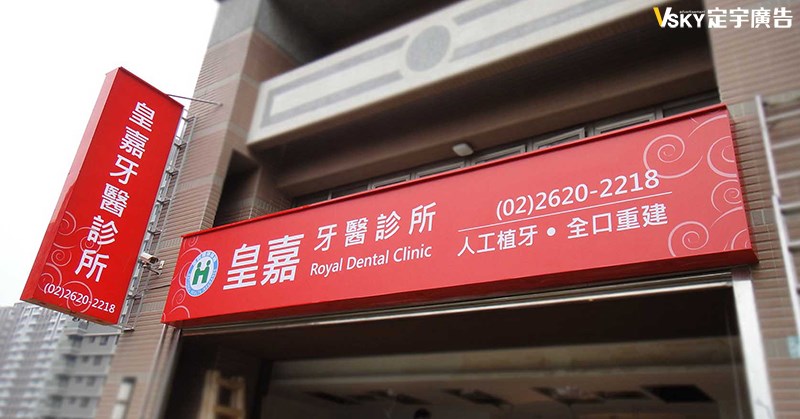 VSKY定宇廣告
皇嘉牙醫診所
(02)2620-2218
皇嘉牙醫診所
Royal Dental Clinic
(02)2620-2218
人工植牙•全口重建